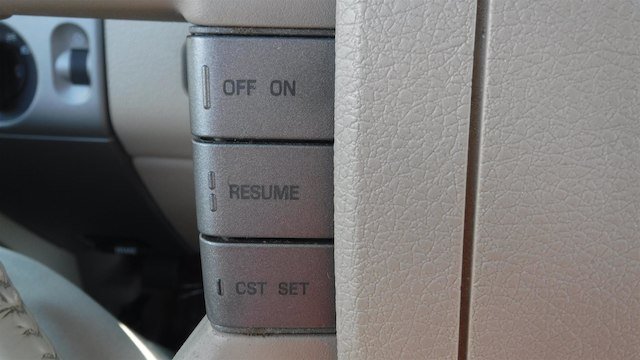 OFF ON
RESUME
CST SET